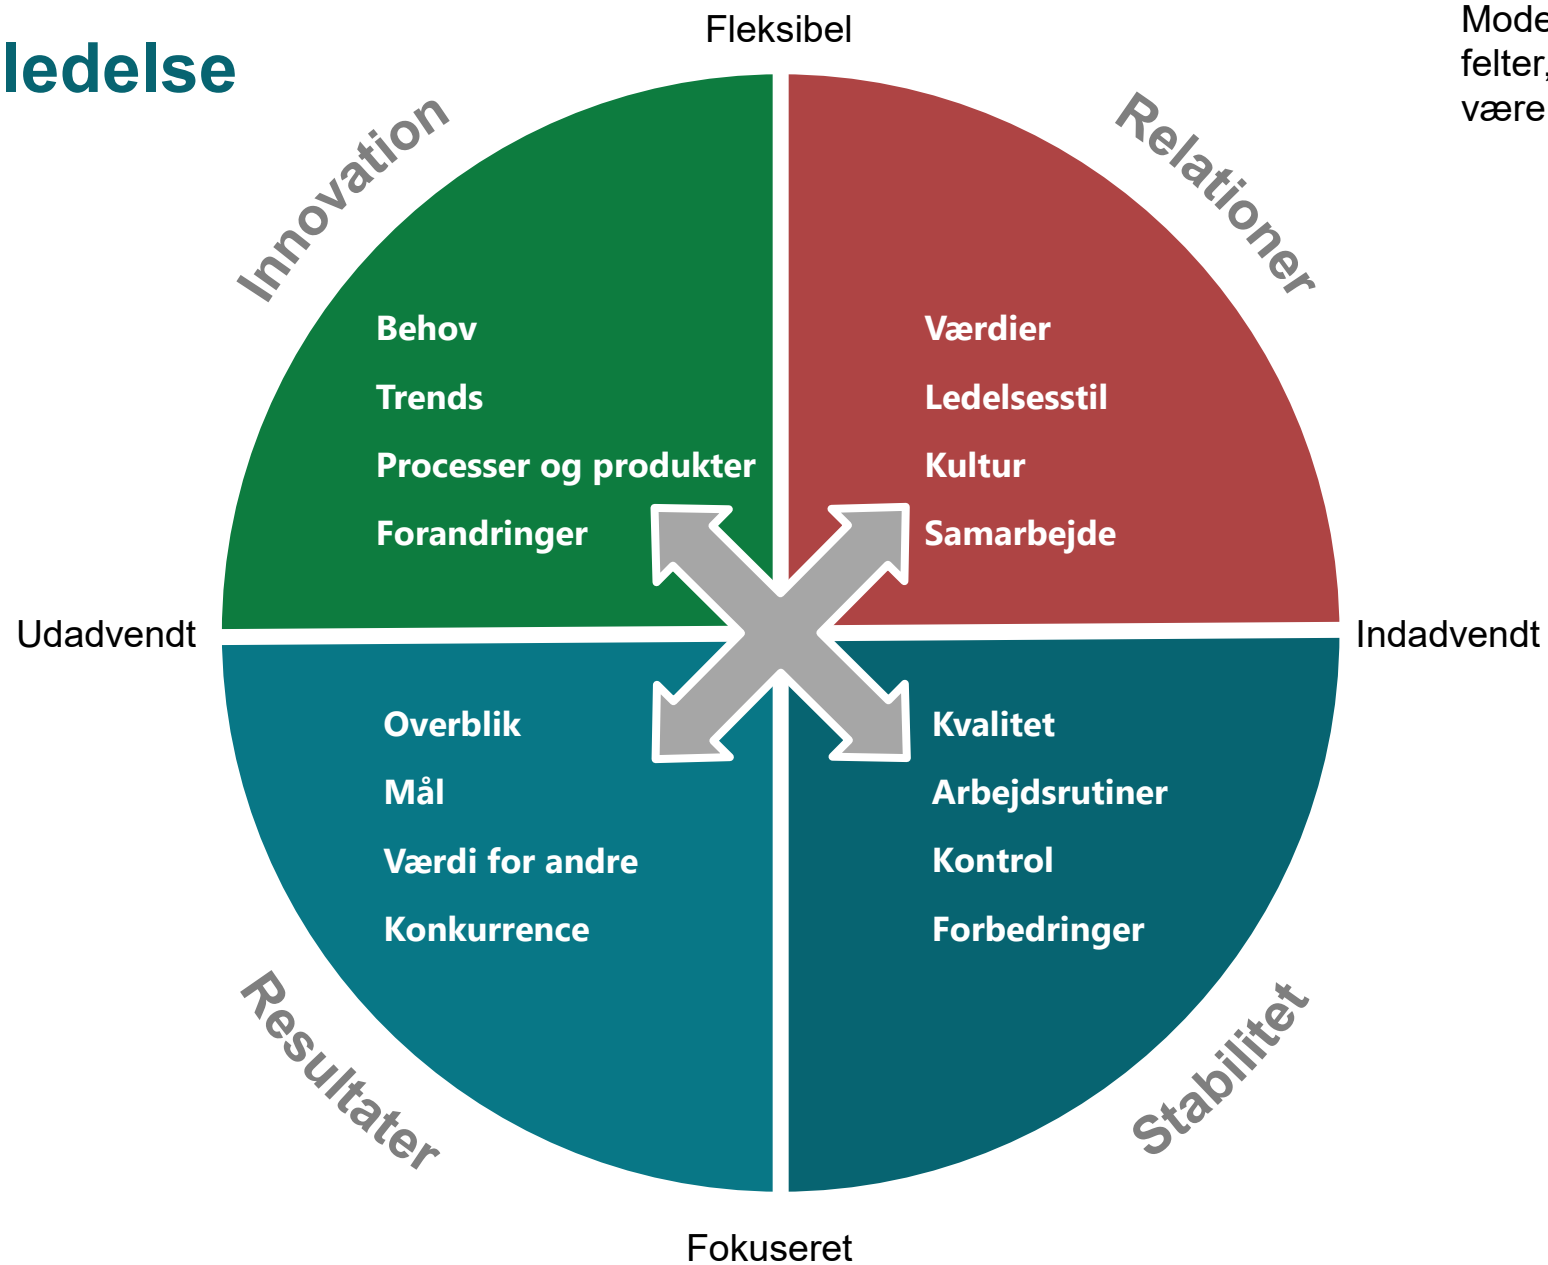 ledelse
Fleksibel
felter,
være
Innovation
Relationer
Behov
Trends
Processer og produkter
Forandringer
Værdier
Ledelsesstil
Kultur
Samarbejde
Udadvendt
Indadvendt
Overblik
Mål
Værdi for andre
Konkurrence
Kvalitet
Arbejdsrutiner
Kontrol
Forbedringer
Resultater
Stabilitet
Fokuseret